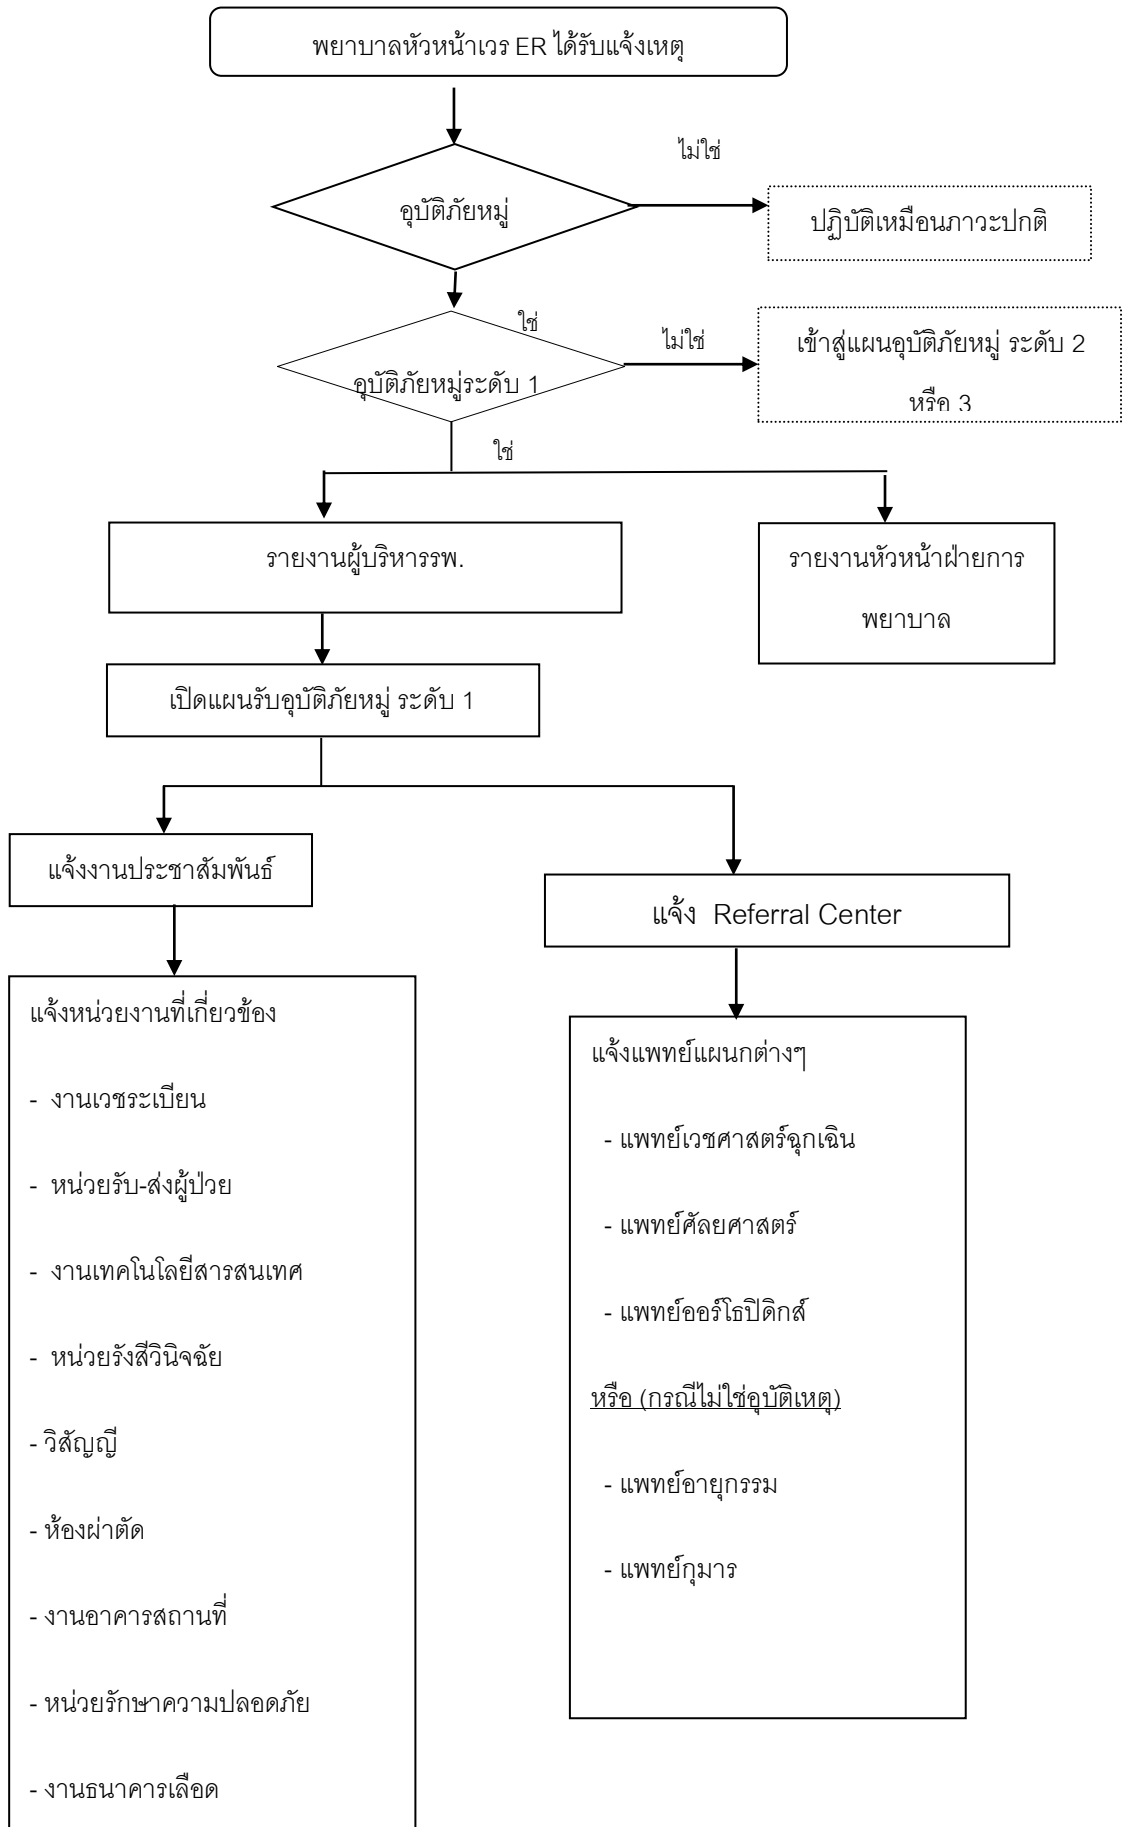 พยาบาลหัวหน้าเวร ER ได้รับแจ้งเหตุ
ไม่ใช่
อุบัติภัยหมู่
ปฏิบัติเหมือนภาวะปกติ
ใช่
ไม่ใช่
อุบัติภัยหมู่ระดับ 1
เข้าสู่แผนอุบัติภัยหมู่ ระดับ 2
หรือ 3
ใช่
รายงานผู้บริหารรพ.
รายงานหัวหน้าฝ่ายการ
พยาบาล
เปิดแผนรับอุบัติภัยหมู่ ระดับ 1
แจ้งงานประชาสัมพันธ์
แจ้ง Referral Center
แจ้งหน่วยงานที่เกี่ยวข้อง
- งานเวชระเบียน
- หน่วยรับ-ส่งผู้ป่วย
- งานเทคโนโลยีสารสนเทศ
- หน่วยรังสีวินิจฉัย
- วิสัญญี
- ห้องผ่าตัด
- งานอาคารสถานที่
- หน่วยรักษาความปลอดภัย
- งานธนาคารเลือด
แจ้งแพทย์แผนกต่างๆ
- แพทย์เวชศาสตร์ฉุกเฉิน
- แพทย์ศัลยศาสตร์
- แพทย์ออร์โธปิดิกส์
หรือ (กรณีไม่ใช่อุบัติเหตุ)
- แพทย์อายุกรรม
- แพทย์กุมาร